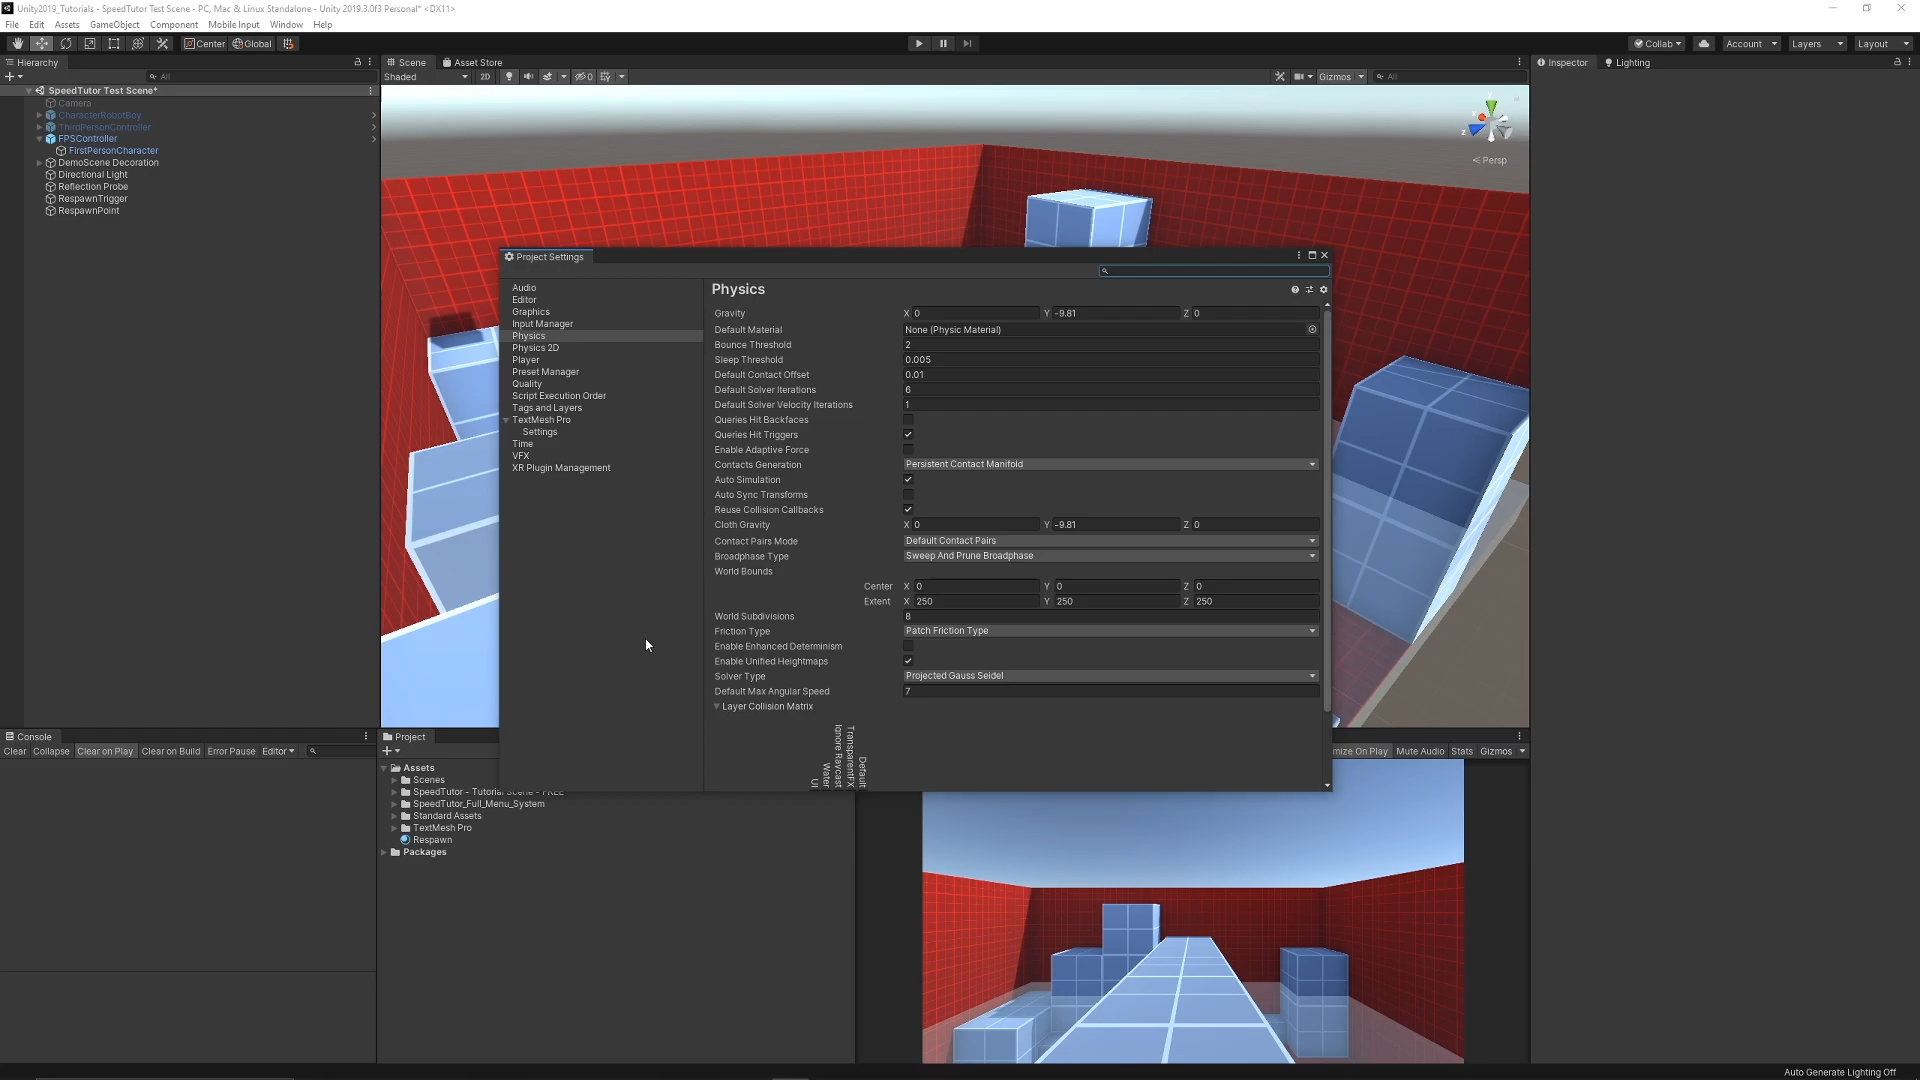 Unity2019_Tutorials - SpeedTutor Test Scene - PC, Mac & Linux Standalone - Unity 2019.3.0f3 Personal* <DX11>
File Edit Assets GameObject Component Mobile Input Window Help
Center Global Collab Account Layers Layout
Hierarchy
All
SpeedTutor Test Scene*
Camera
CharacterRobotBoy
ThirdPersonController
FPSController
FirstPersonCharacter
DemoScene Decoration
Directional Light
Reflection Probe
RespawnTrigger
RespawnPoint
Scene Asset Store
Shaded 2D 0 Gizmos All
Persp
Inspector Lighting
Project Settings
Audio
Editor
Graphics
Input Manager
Physics
Physics 2D
Player
Preset Manager
Quality
Script Execution Order
Tags and Layers
TextMesh Pro
Settings
Time
VFX
XR Plugin Management
Physics
Gravity X 0 Y -9.81 Z 0
Default Material None (Physic Material)
Bounce Threshold 2
Sleep Threshold 0.005
Default Contact Offset 0.01
Default Solver Iterations 6
Default Solver Velocity Iterations 1
Queries Hit Backfaces
Queries Hit Triggers
Enable Adaptive Force
Contacts Generation Persistent Contact Manifold
Auto Simulation
Auto Sync Transforms
Reuse Collision Callbacks
Cloth Gravity X 0 Y -9.81 Z 0
Contact Pairs Mode Default Contact Pairs
Broadphase Type Sweep And Prune Broadphase
World Bounds
Center X 0 Y 0 Z 0
Extent X 250 Y 250 Z 250
World Subdivisions 8
Friction Type Patch Friction Type
Enable Enhanced Determinism
Enable Unified Heightmaps
Solver Type Projected Gauss Seidel
Default Max Angular Speed 7
Layer Collision Matrix
Default
TransparentFX
Ignore Raycast
Water
UI
Console
Clear Collapse Clear on Play Clear on Build Error Pause Editor
Project
Assets
Scenes
SpeedTutor - Tutorial Scene - FREE
SpeedTutor_Full_Menu_System
Standard Assets
TextMesh Pro
Respawn
Packages
mize On Play Mute Audio Stats Gizmos
Auto Generate Lighting Off